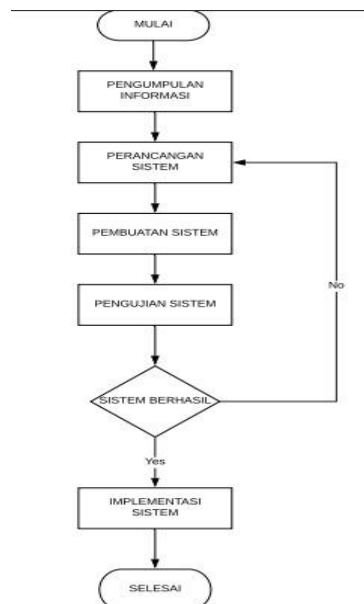 MULAI
PENGUMPULAN
INFORMASI
PERANCANGAN
SISTEM
PEMBUATAN SISTEM
PENGUJIAN SISTEM
No
SISTEM BERHASIL
Yes
IMPLEMENTASI
SISTEM
SELESAI